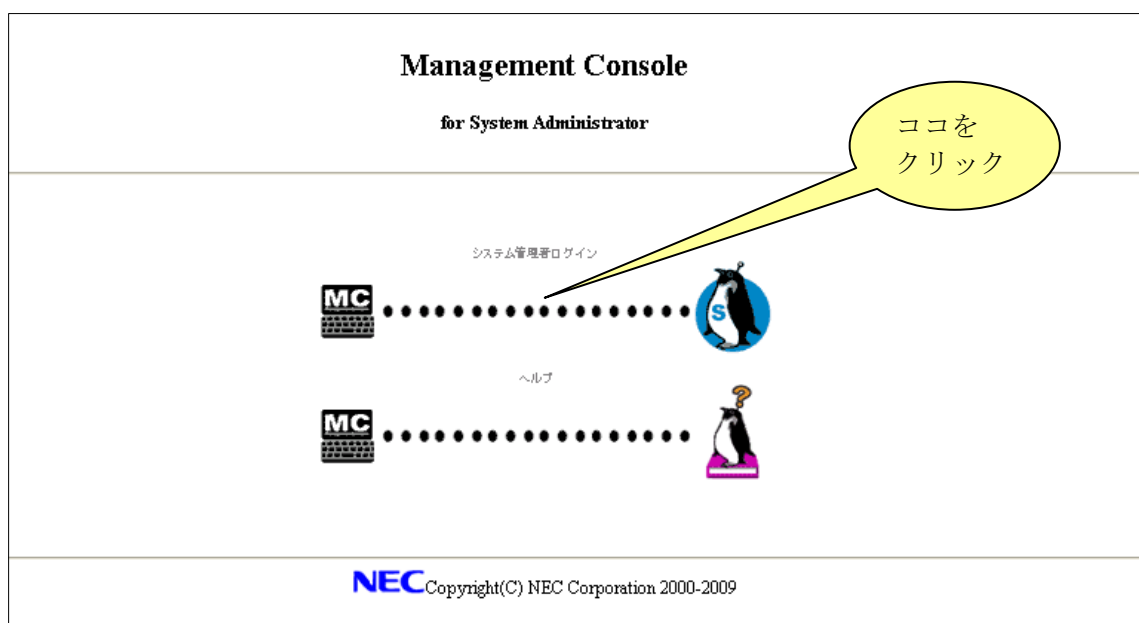 Management Console
for System Administrator
ココを
クリック
システム管理者ログイン
MC
S
ヘルプ
MC
?
NEC Copyright(C) NEC Corporation 2000-2009